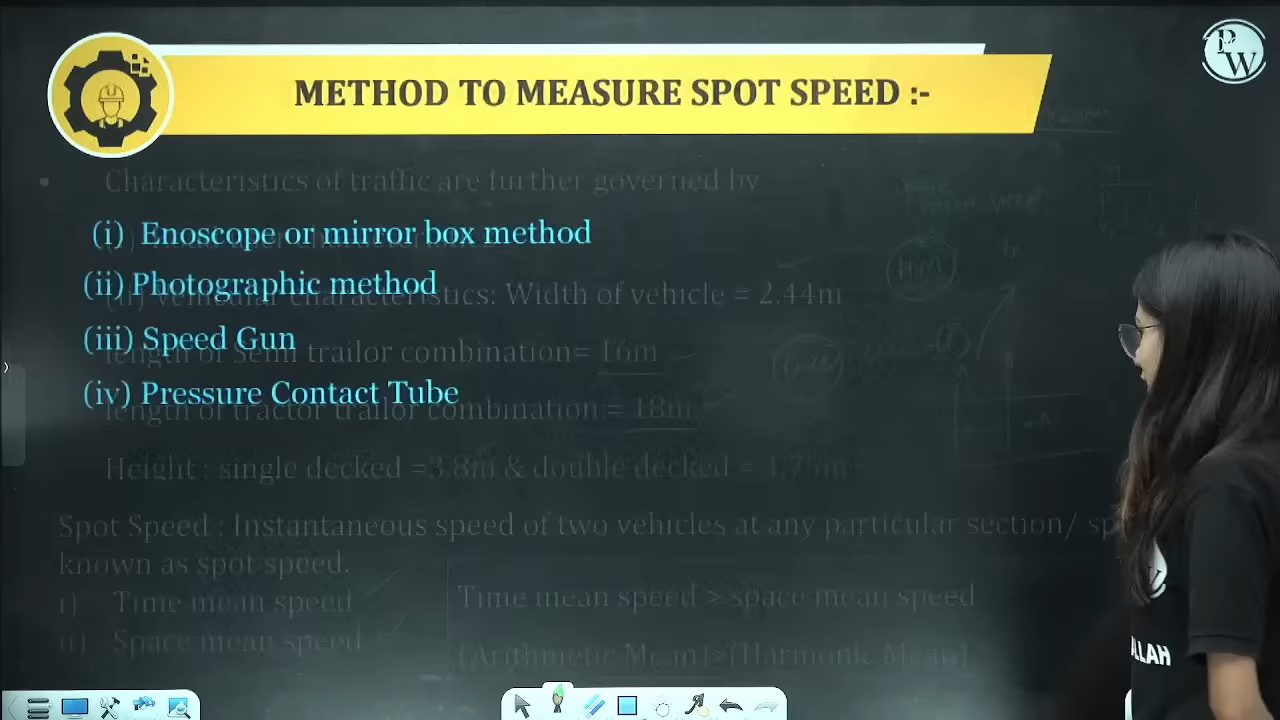 METHOD TO MEASURE SPOT SPEED :-
PW
Characteristics of traffic are further governed by
(i) Enoscope or mirror box method
(ii) Photographic method
characteristics: Width of vehicle = 2.44m
(iii) Speed Gun
length of Semi trailor combination= 16m
(iv) Pressure Contact Tube
length of tractor trailor combination = 18m
Height : single decked =3.8m & double decked = 4.75m
Spot Speed : Instantaneous speed of two vehicles at any particular section/
known as spot speed.
i) Time mean speed
Time mean speed > space mean speed
ii) Space mean speed
(Arithmetic Mean)>(Harmonic Mean)
LLAH